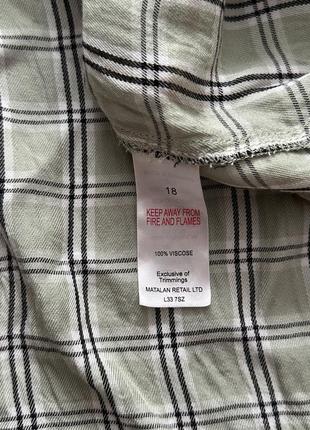 18
KEEP AWAY FROM
FIRE AND FLAMES
100% VISCOSE
Exclusive of
Trimmings
MATALAN RETAIL LTD
L33 7SZ